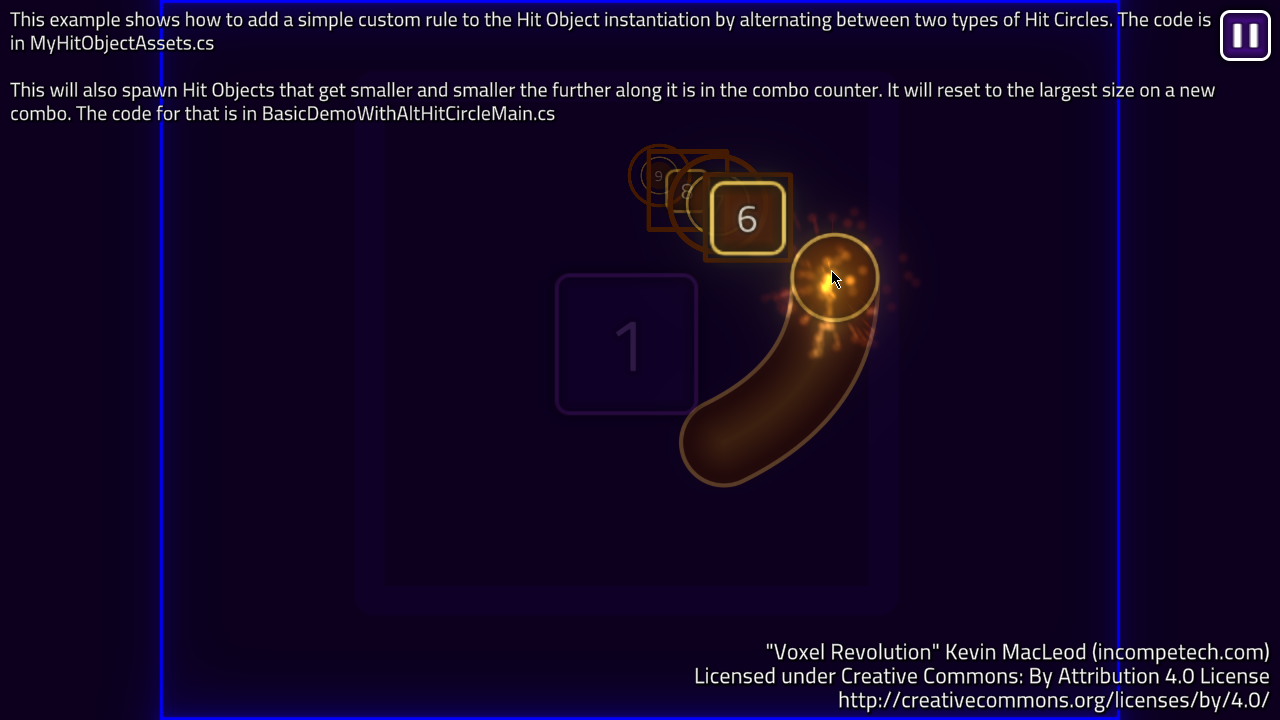 This example shows how to add a simple custom rule to the Hit Object instantiation by alternating between two types of Hit Circles. The code is
in MyHitObjectAssets.cs
This will also spawn Hit Objects that get smaller and smaller the further along it is in the combo counter. It will reset to the largest size on a new
combo. The code for that is in BasicDemoWithAltHitCircleMain.cs
9
8
6
1
"Voxel Revolution" Kevin MacLeod (incompetech.com)
Licensed under Creative Commons: By Attribution 4.0 License
http://creativecommons.org/licenses/by/4.0/